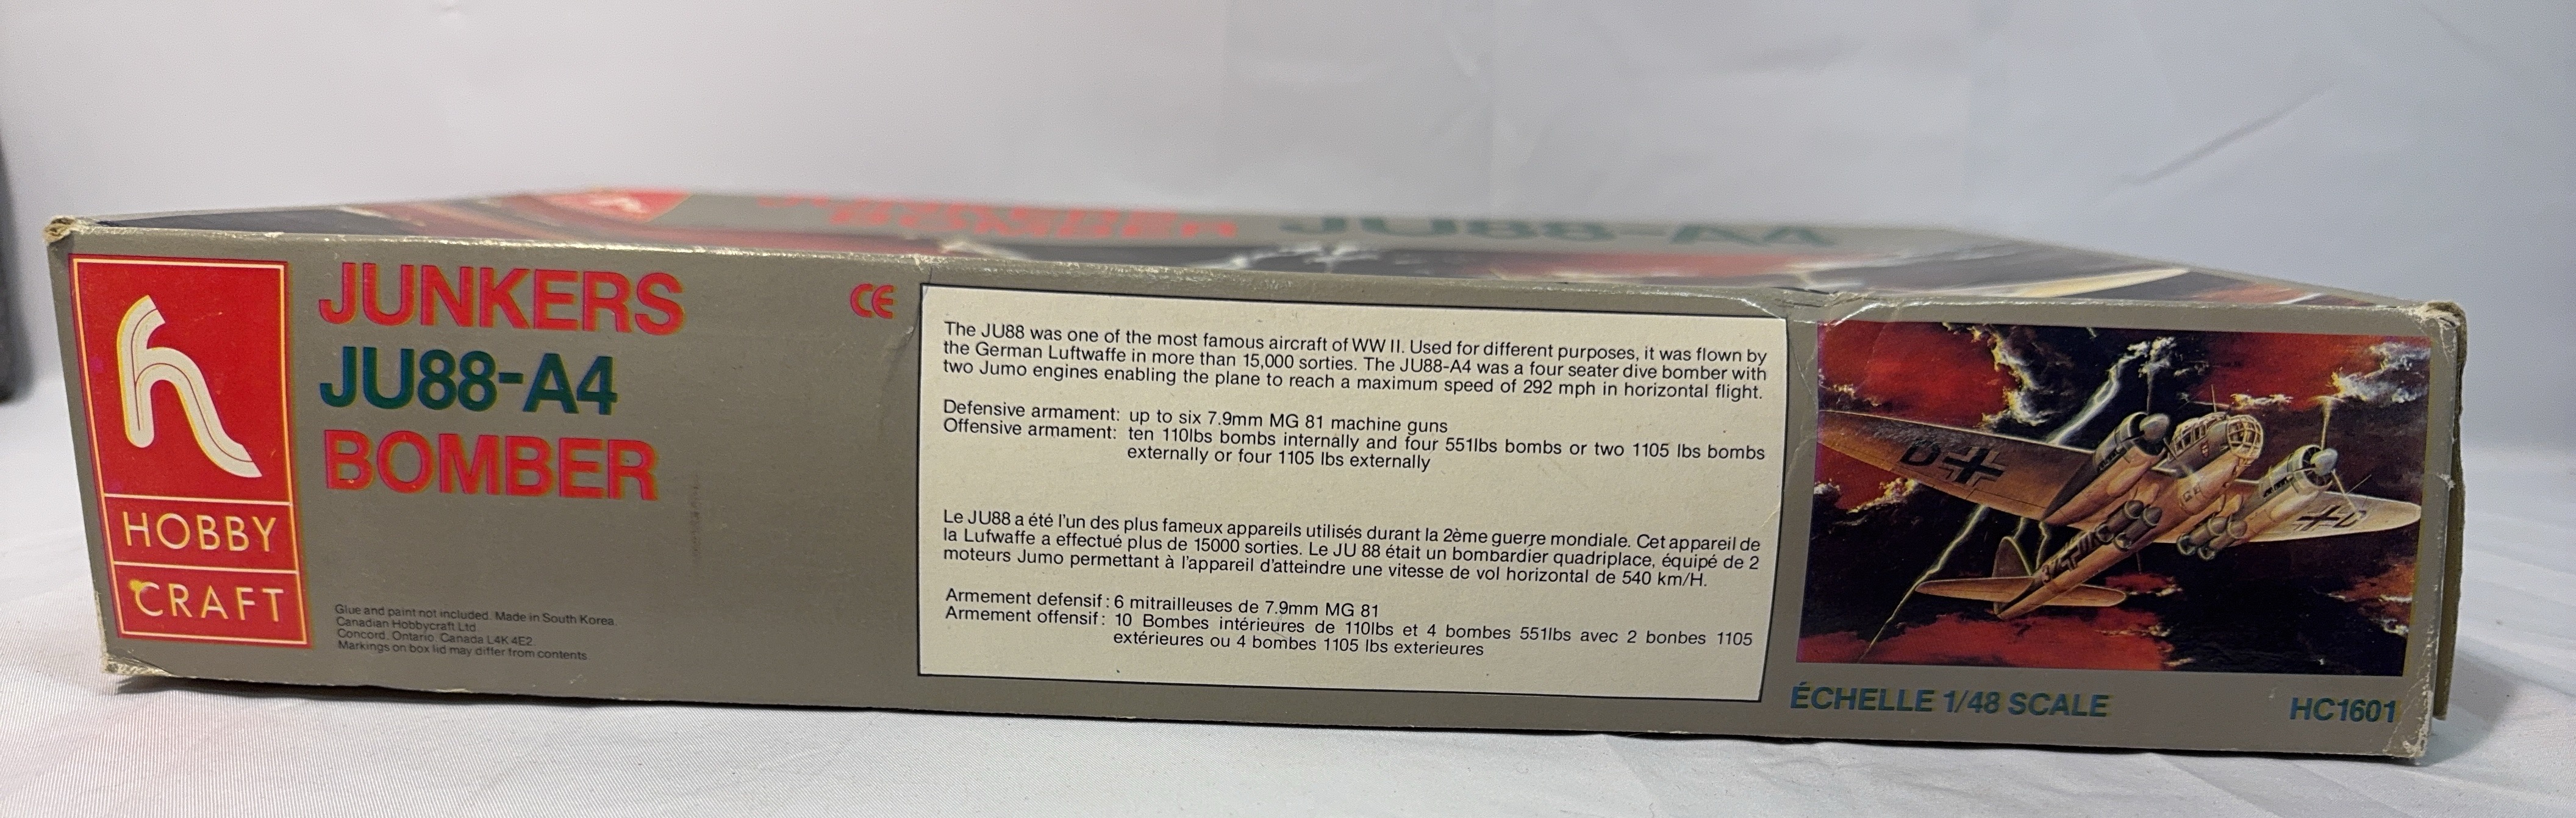 JUNKERS BOMBER JU88-A4
JUNKERS
JU88-A4
BOMBER
HOBBY
CRAFT
Glue and paint not included. Made in South Korea.
Canadian Hobbycraft Ltd.
Concord, Ontario, Canada L4K 4E2.
Markings on box lid may differ from contents
CE
The JU88 was one of the most famous aircraft of WW II. Used for different purposes, it was flown by
the German Luftwaffe in more than 15,000 sorties. The JU88-A4 was a four seater dive bomber with
two Jumo engines enabling the plane to reach a maximum speed of 292 mph in horizontal flight.
Defensive armament: up to six 7.9mm MG 81 machine guns
Offensive armament: ten 110lbs bombs internally and four 551lbs bombs or two 1105 lbs bombs
externally or four 1105 lbs externally
Le JU88 a été l'un des plus fameux appareils utilisés durant la 2ème guerre mondiale. Cet appareil de
la Lufwaffe a effectué plus de 15000 sorties. Le JU 88 était un bombardier quadriplace, équipé de 2
moteurs Jumo permettant à l'appareil d'atteindre une vitesse de vol horizontal de 540 km/H.
Armement defensif: 6 mitrailleuses de 7.9mm MG 81
Armement offensif: 10 Bombes intérieures de 110lbs et 4 bombes 551lbs avec 2 bonbes 1105
extérieures ou 4 bombes 1105 lbs exterieures
D
ÉCHELLE 1/48 SCALE
HC1601